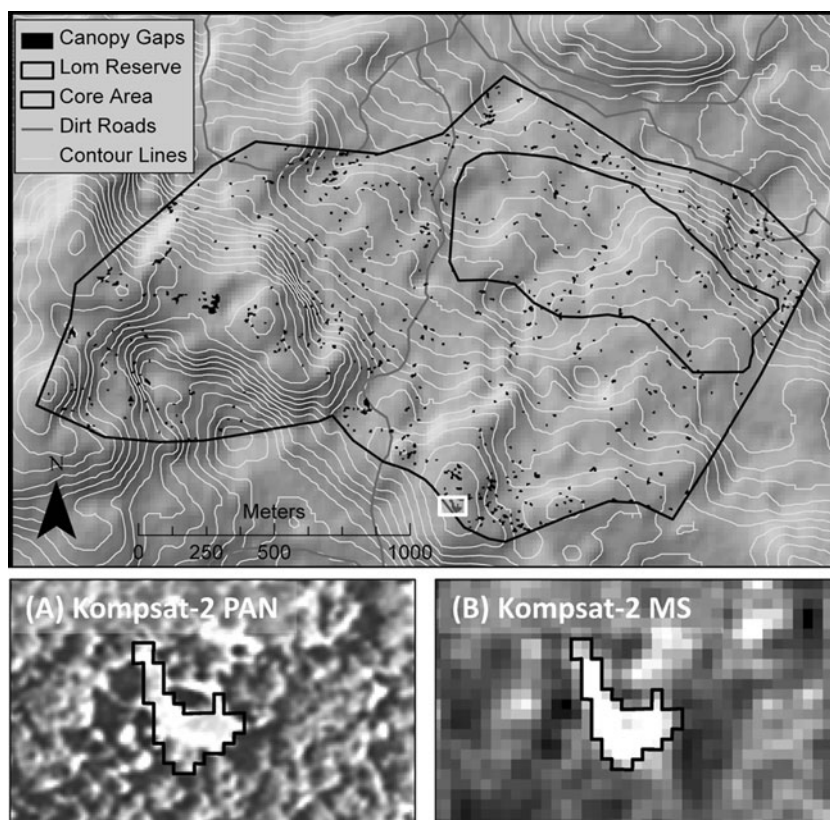 Canopy Gaps
Lom Reserve
Core Area
Dirt Roads
Contour Lines
N
Meters
0 250 500 1000
(A) Kompsat-2 PAN
(B) Kompsat-2 MS